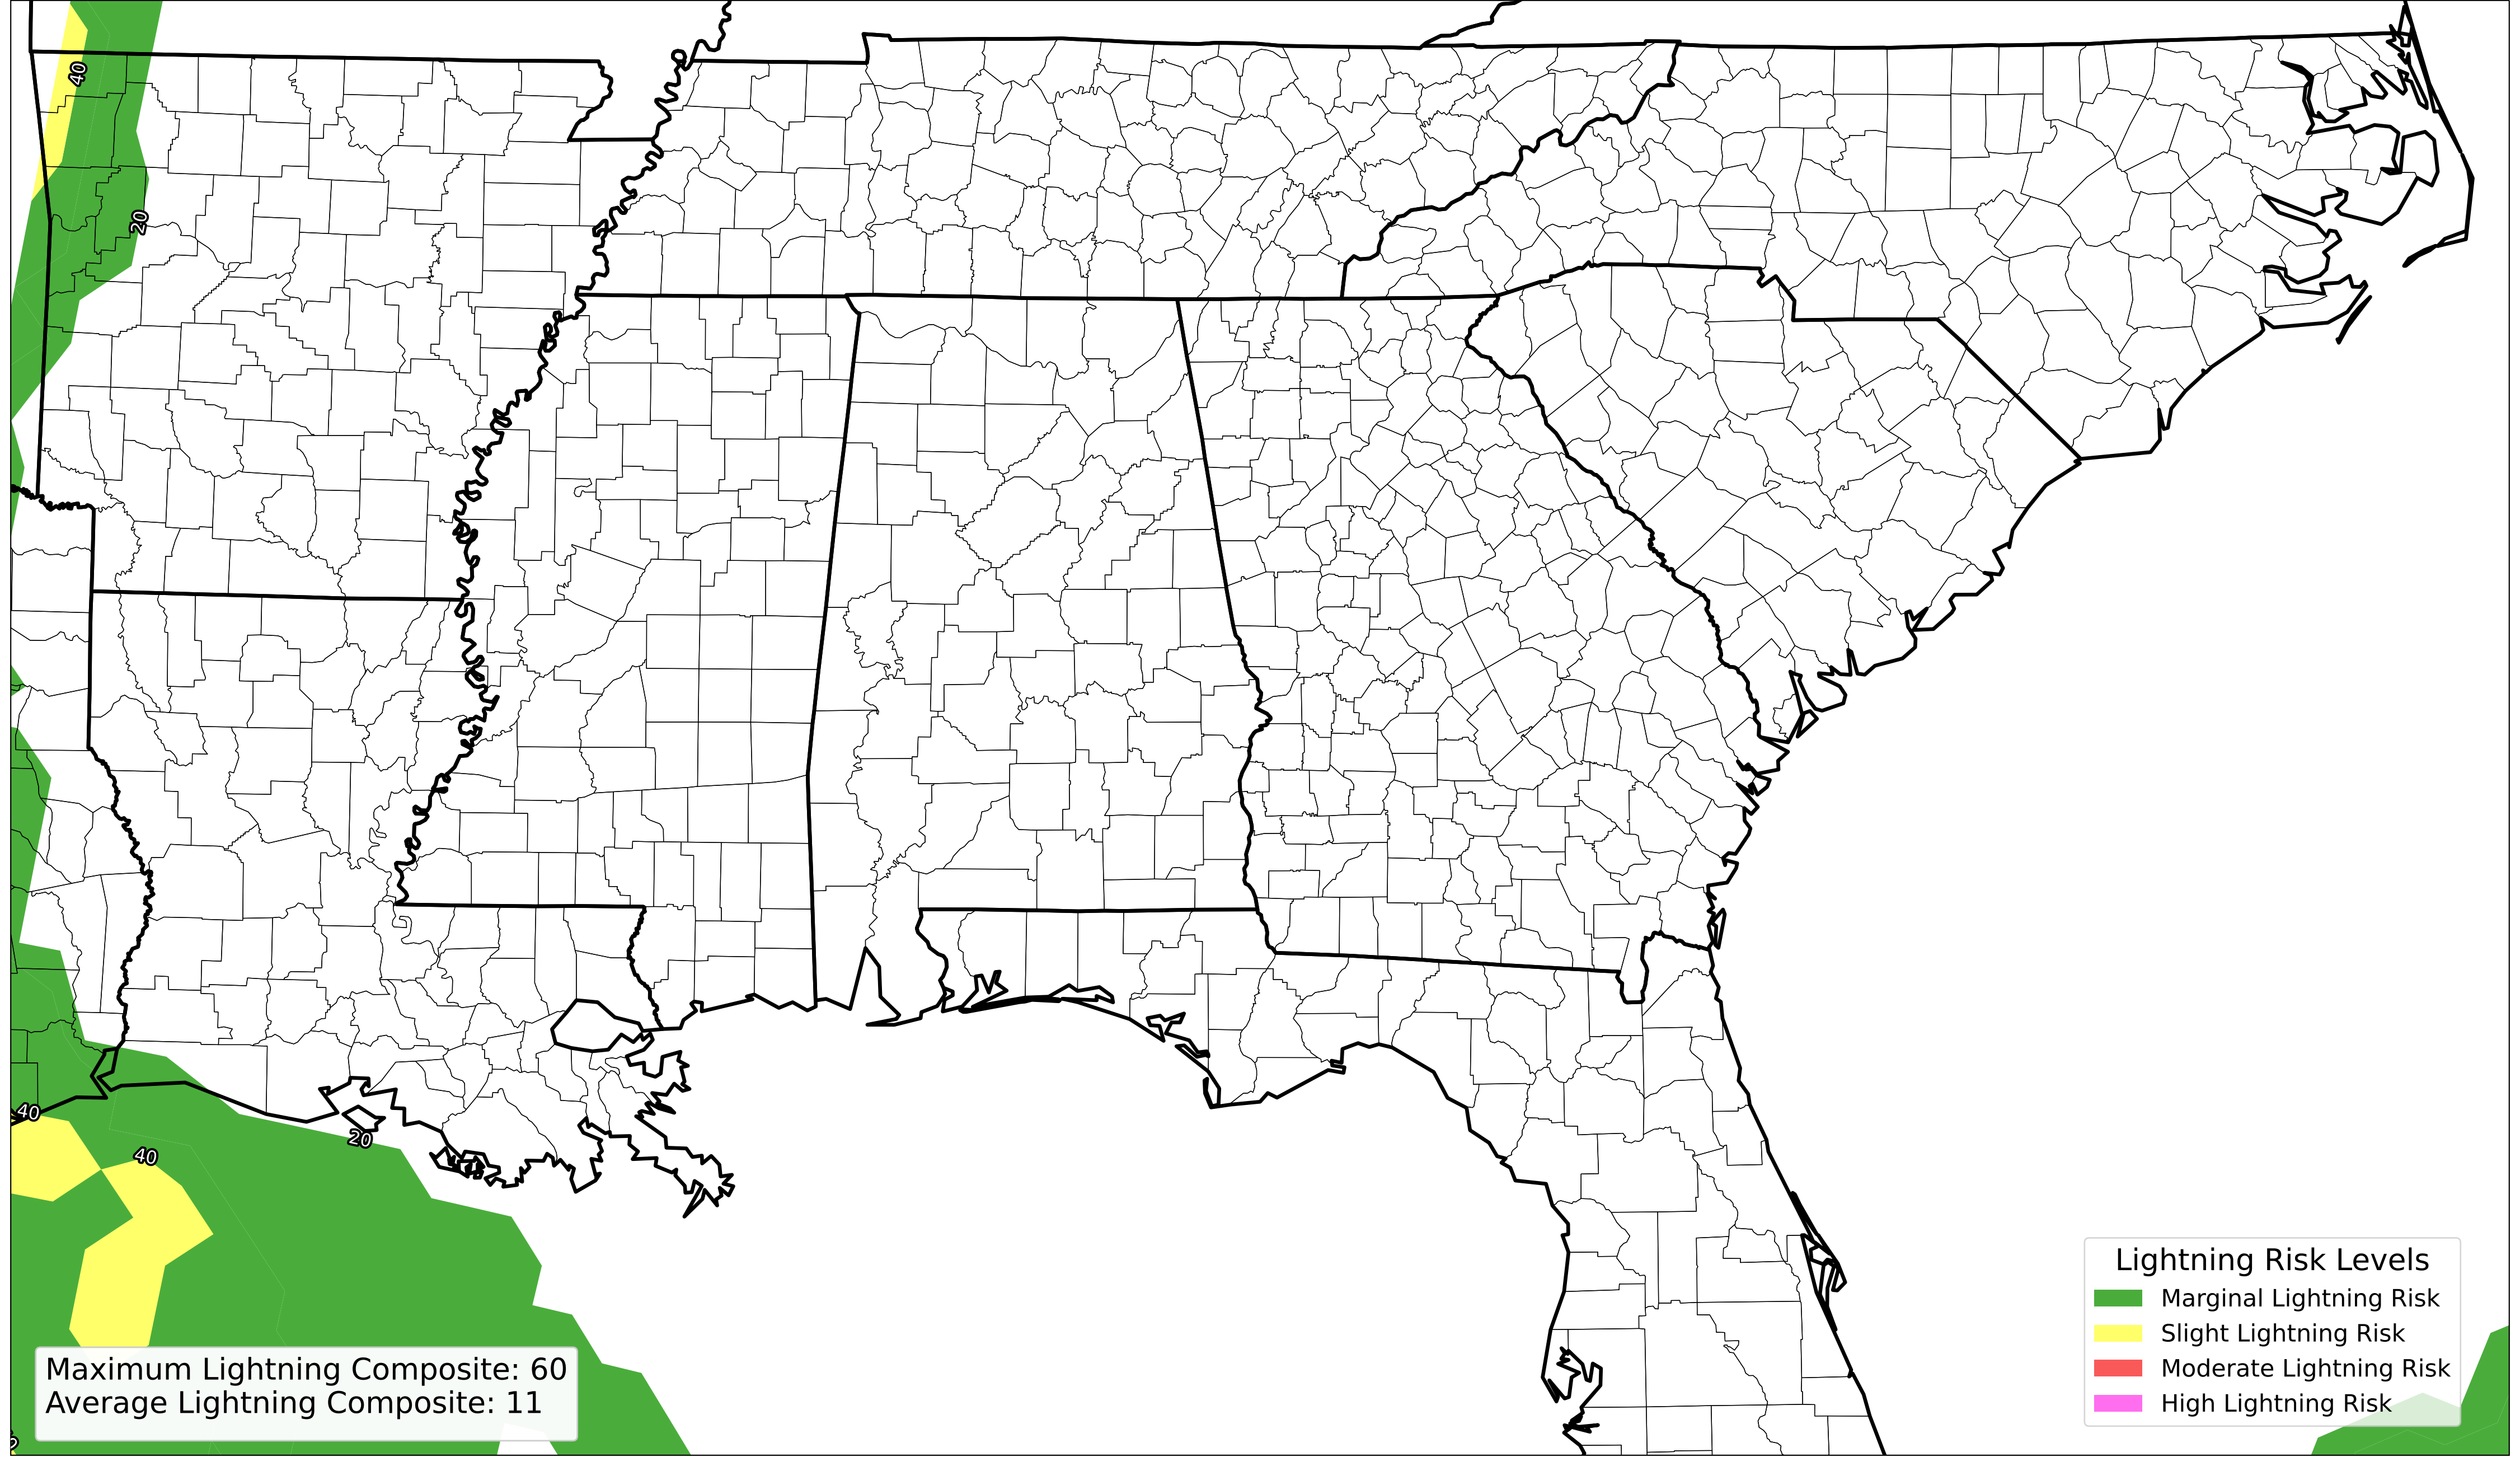 40
20
40
40
20
Maximum Lightning Composite: 60
Average Lightning Composite: 11
Lightning Risk Levels
Marginal Lightning Risk
Slight Lightning Risk
Moderate Lightning Risk
High Lightning Risk